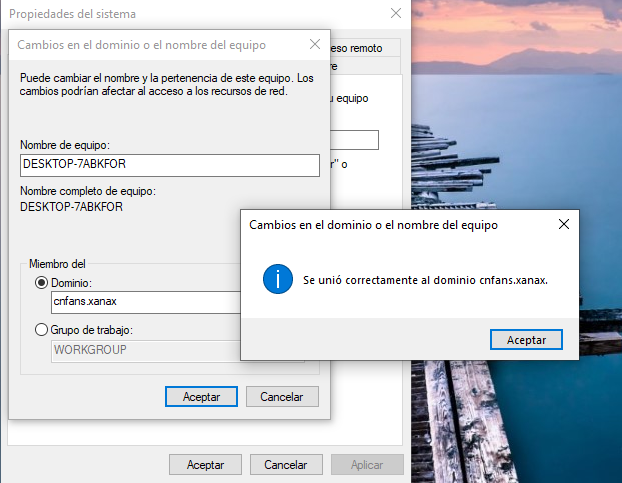 Propiedades del sistema
Cambios en el dominio o el nombre del equipo
eso remoto
re
Puede cambiar el nombre y la pertenencia de este equipo. Los
cambios podrían afectar al acceso a los recursos de red.
u equipo
Nombre de equipo:
DESKTOP-7ABKFOR
r" o
Nombre completo de equipo:
DESKTOP-7ABKFOR
Cambios en el dominio o el nombre del equipo
Se unió correctamente al dominio cnfans.xanax.
Aceptar
Miembro del
Dominio:
cnfans.xanax
Grupo de trabajo:
WORKGROUP
Aceptar
Cancelar
Aceptar
Cancelar
Aplicar